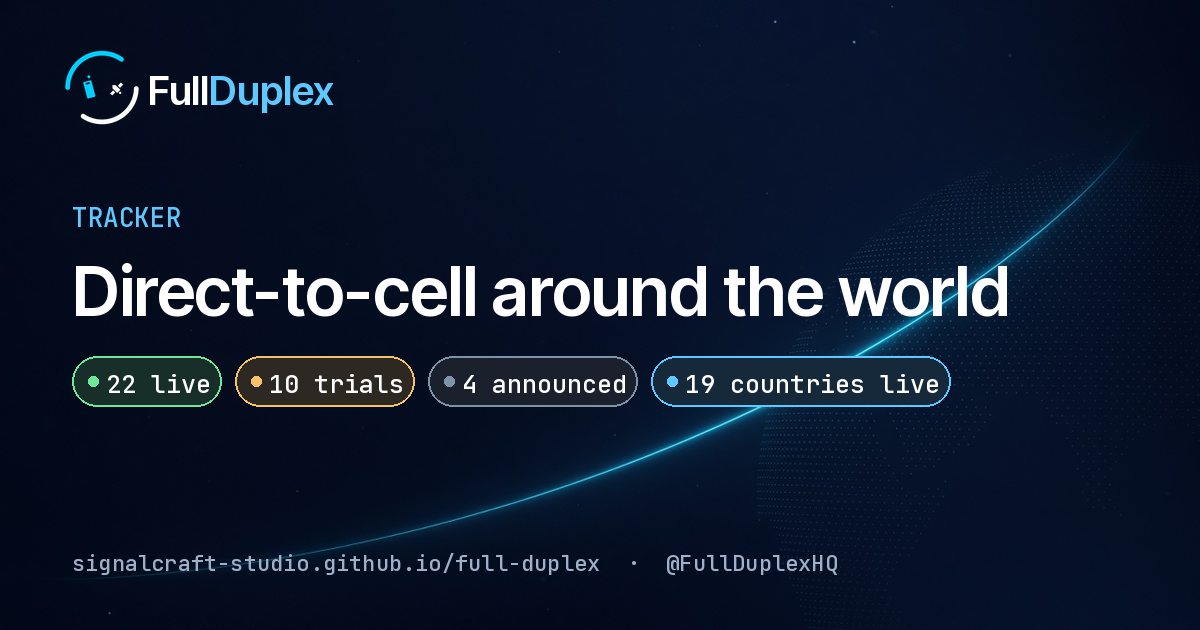 FullDuplex
TRACKER
Direct-to-cell around the world
22 live 10 trials 4 announced 19 countries live
signalcraft-studio.github.io/full-duplex · @FullDuplexHQ